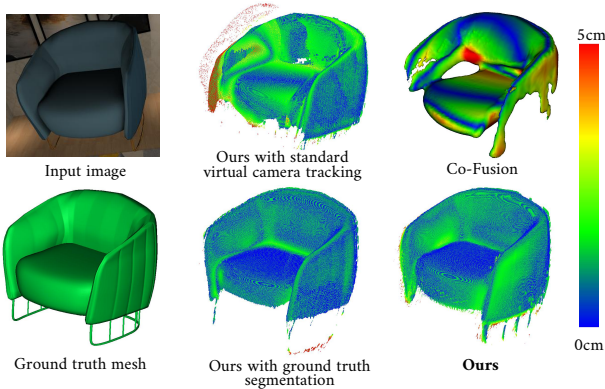 5cm
Input image
Ours with standard
virtual camera tracking
Co-Fusion
0cm
Ground truth mesh
Ours with ground truth
segmentation
Ours